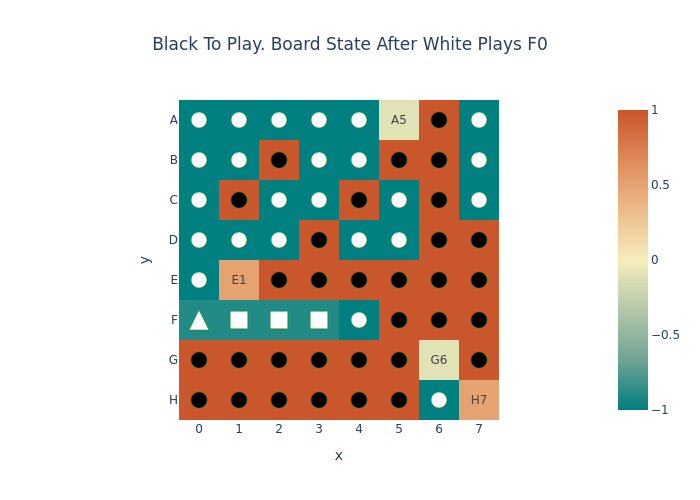 Black To Play. Board State After White Plays F0
A
A5
B
C
D
E
E1
F
G
G6
H
H7
0 1 2 3 4 5 6 7
x
y
1
0.5
0
−0.5
−1